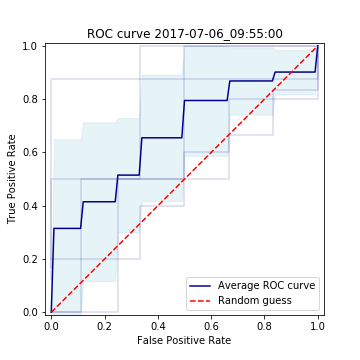 ROC curve 2017-07-06_09:55:00
1.0
0.8
0.6
0.4
0.2
0.0
True Positive Rate
Average ROC curve
Random guess
0.0 0.2 0.4 0.6 0.8 1.0
False Positive Rate